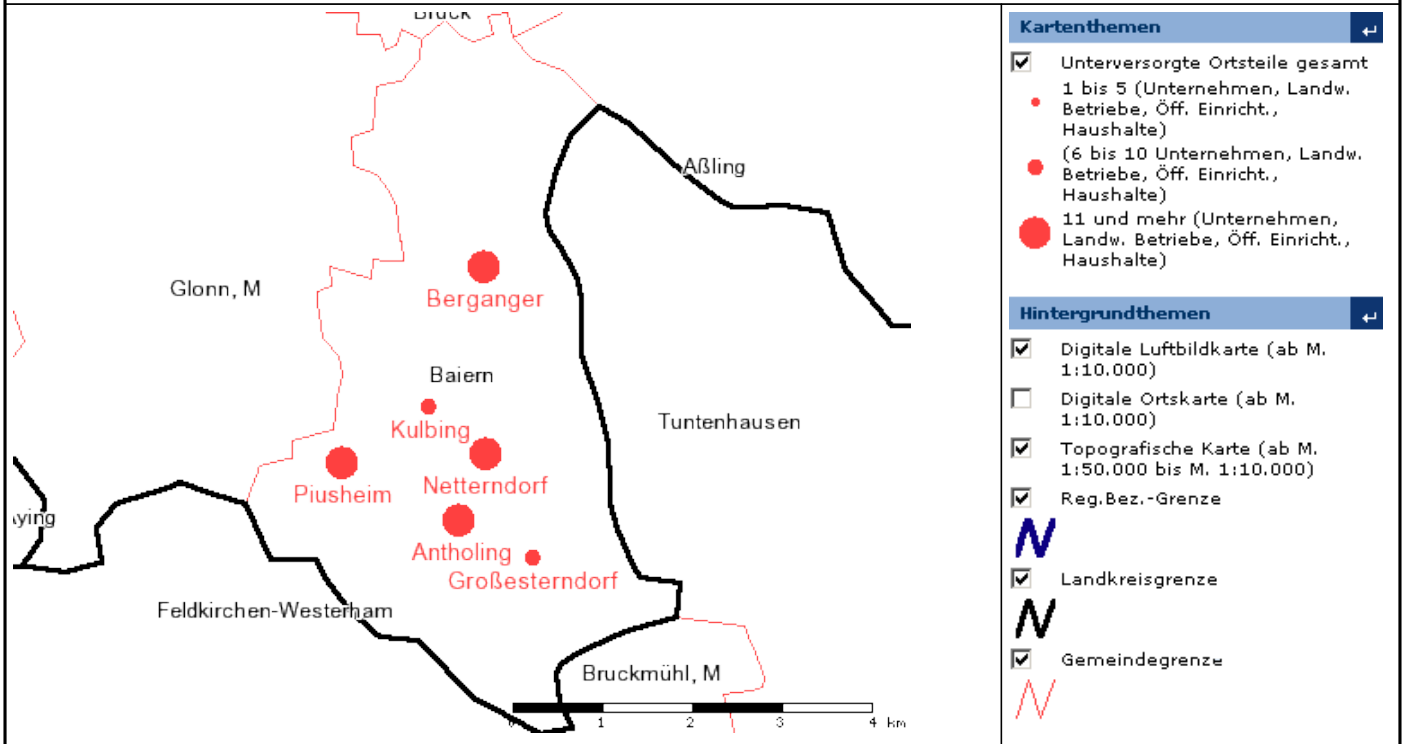 Bruck
Aßling
Glonn, M
Berganger
Baiern
Kulbing
Tuntenhausen
Piusheim
Netterndorf
Aying
Antholing
Großesterndorf
Feldkirchen-Westerham
Bruckmühl, M
0 1 2 3 4 km
Kartenthemen
Unterversorgte Ortsteile gesamt
1 bis 5 (Unternehmen, Landw.
Betriebe, Öff. Einricht.,
Haushalte)
(6 bis 10 Unternehmen, Landw.
Betriebe, Öff. Einricht.,
Haushalte)
11 und mehr (Unternehmen,
Landw. Betriebe, Öff. Einricht.,
Haushalte)
Hintergrundthemen
Digitale Luftbildkarte (ab M.
1:10.000)
Digitale Ortskarte (ab M.
1:10.000)
Topografische Karte (ab M.
1:50.000 bis M. 1:10.000)
Reg.Bez.-Grenze
Landkreisgrenze
Gemeindegrenze